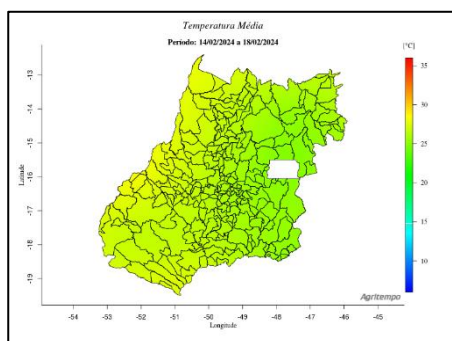 Temperatura Média
Período: 14/02/2024 a 18/02/2024
[°C]
35
30
25
20
15
10
-13
-14
-15
-16
-17
-18
-19
Latitude
-54 -53 -52 -51 -50 -49 -48 -47 -46 -45
Longitude
Agritempo